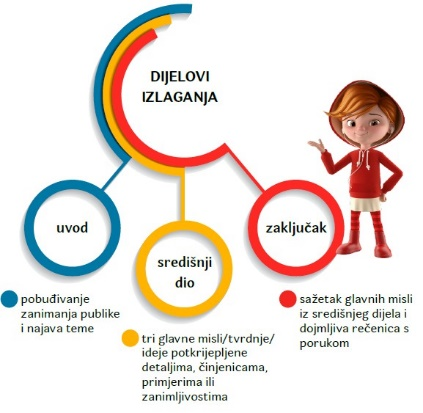 DIJELOVI
IZLAGANJA
uvod
središnji
dio
zaključak
pobuđivanje
zanimanja publike
i najava teme
tri glavne misli/tvrdnje/
ideje potkrijepljene
detaljima, činjenicama,
primjerima ili
zanimljivostima
sažetak glavnih misli
iz središnjeg dijela i
dojmljiva rečenica s
porukom